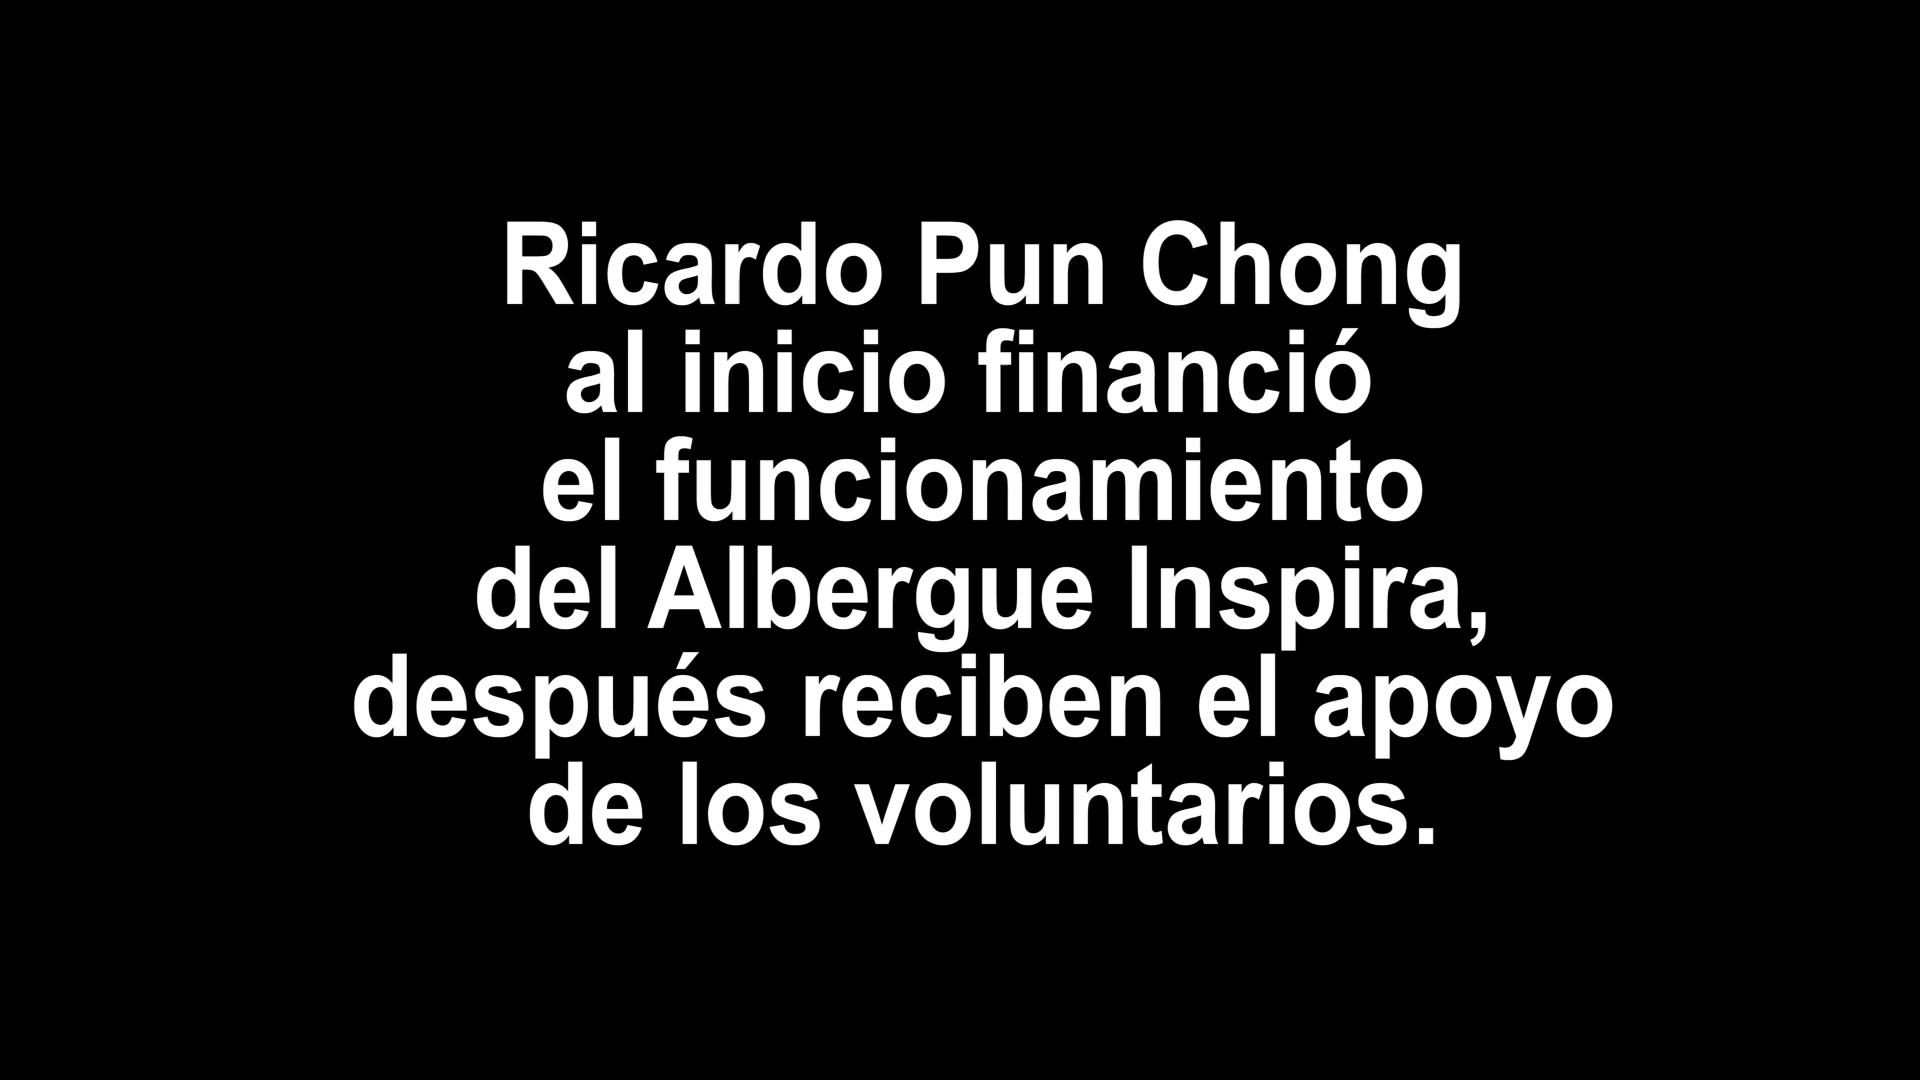 Ricardo Pun Chong
al inicio financió
el funcionamiento
del Albergue Inspira,
después reciben el apoyo
de los voluntarios.